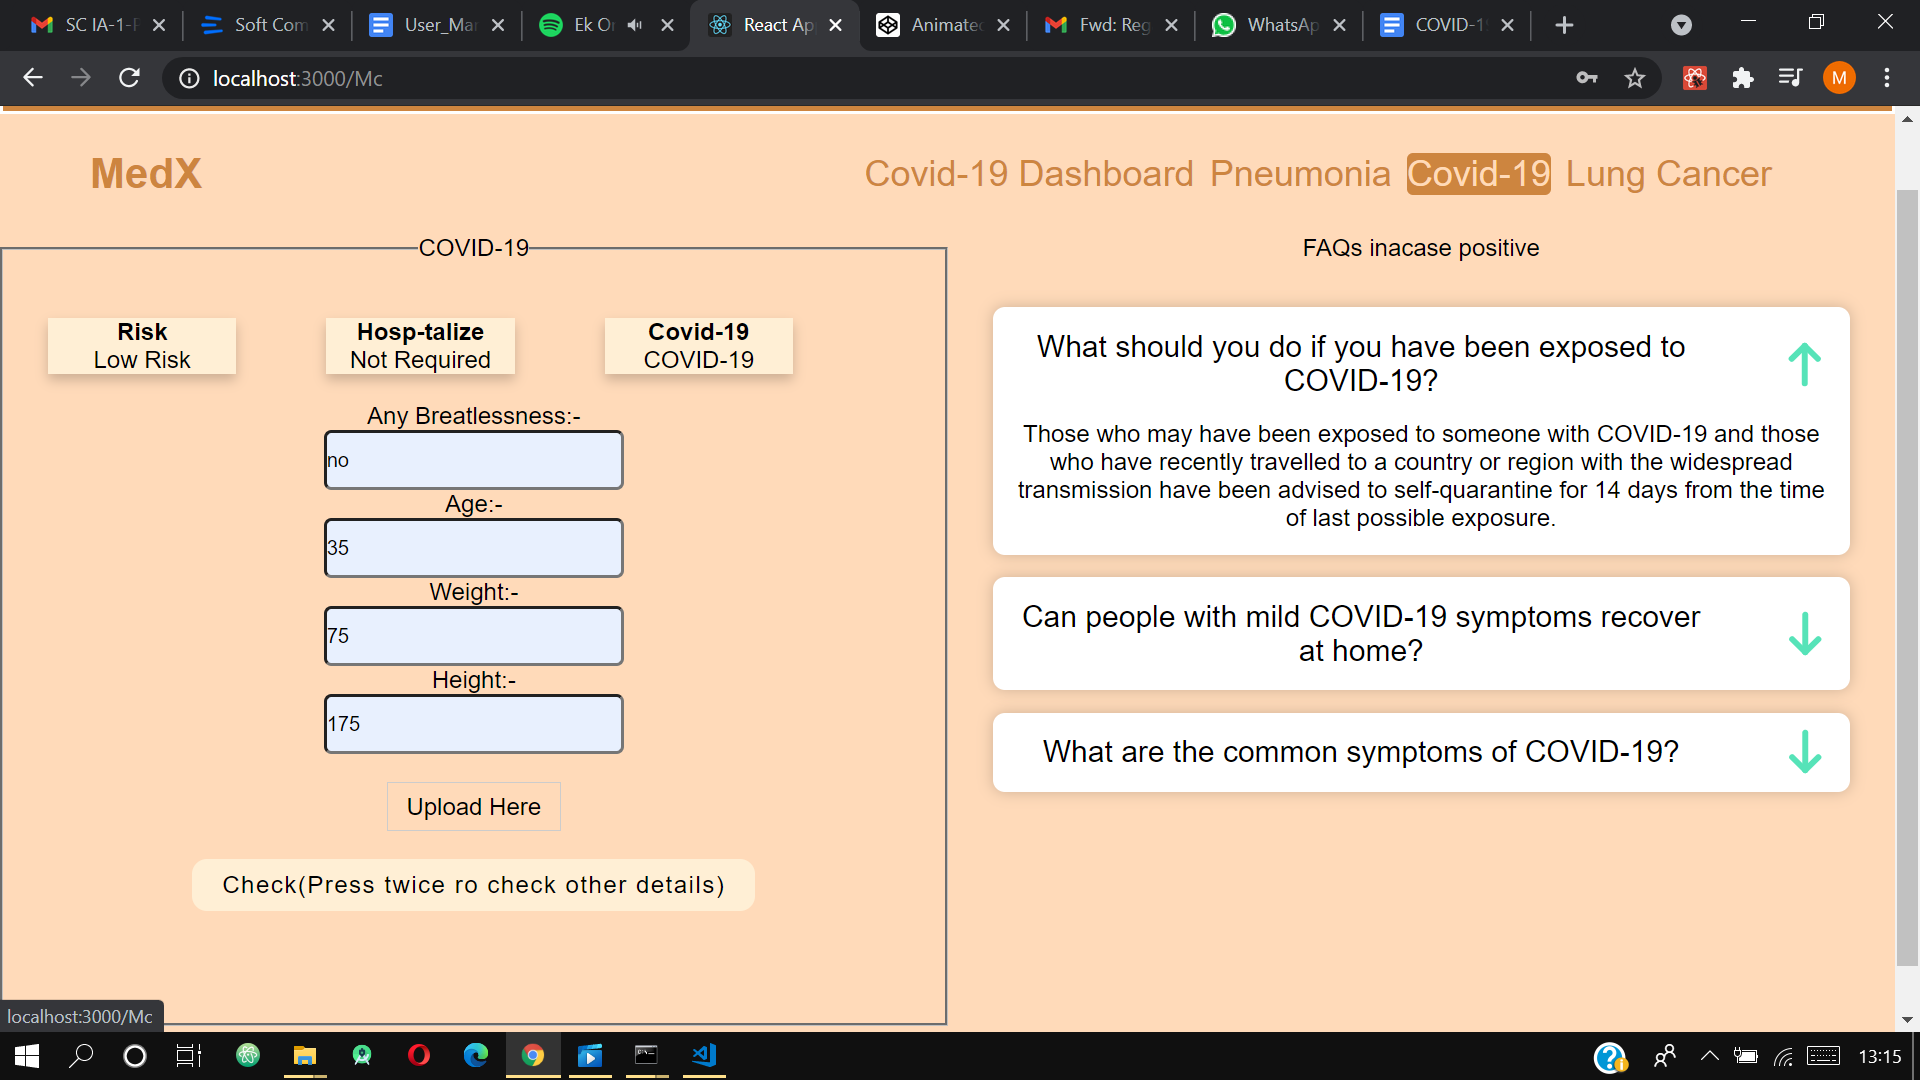 SC IA-1-F
Soft Com
User_Ma
Ek O
React Ap
Animated
Fwd: Reg
WhatsAp
COVID-1
localhost:3000/Mc
M
MedX
Covid-19 Dashboard Pneumonia Covid-19 Lung Cancer
COVID-19
FAQs inacase positive
Risk
Low Risk
Hosp-talize
Not Required
Covid-19
COVID-19
Any Breatlessness:-
no
Age:-
35
Weight:-
75
Height:-
175
Upload Here
Check(Press twice ro check other details)
What should you do if you have been exposed to
COVID-19?
Those who may have been exposed to someone with COVID-19 and those
who have recently travelled to a country or region with the widespread
transmission have been advised to self-quarantine for 14 days from the time
of last possible exposure.
Can people with mild COVID-19 symptoms recover
at home?
What are the common symptoms of COVID-19?
localhost:3000/Mc
13:15